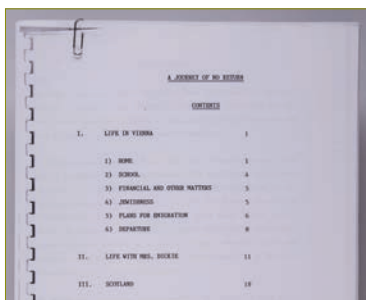 A JOURNEY OF NO RETURN
CONTENTS
I. LIFE IN VIENNA 1
1) HOME 1
2) SCHOOL 4
3) FINANCIAL AND OTHER MATTERS 5
4) JEWISHNESS 5
5) PLANS FOR EMIGRATION 6
6) DEPARTURE 8
II. LIFE WITH MRS. DICKIE 11
III. SCOTLAND 19